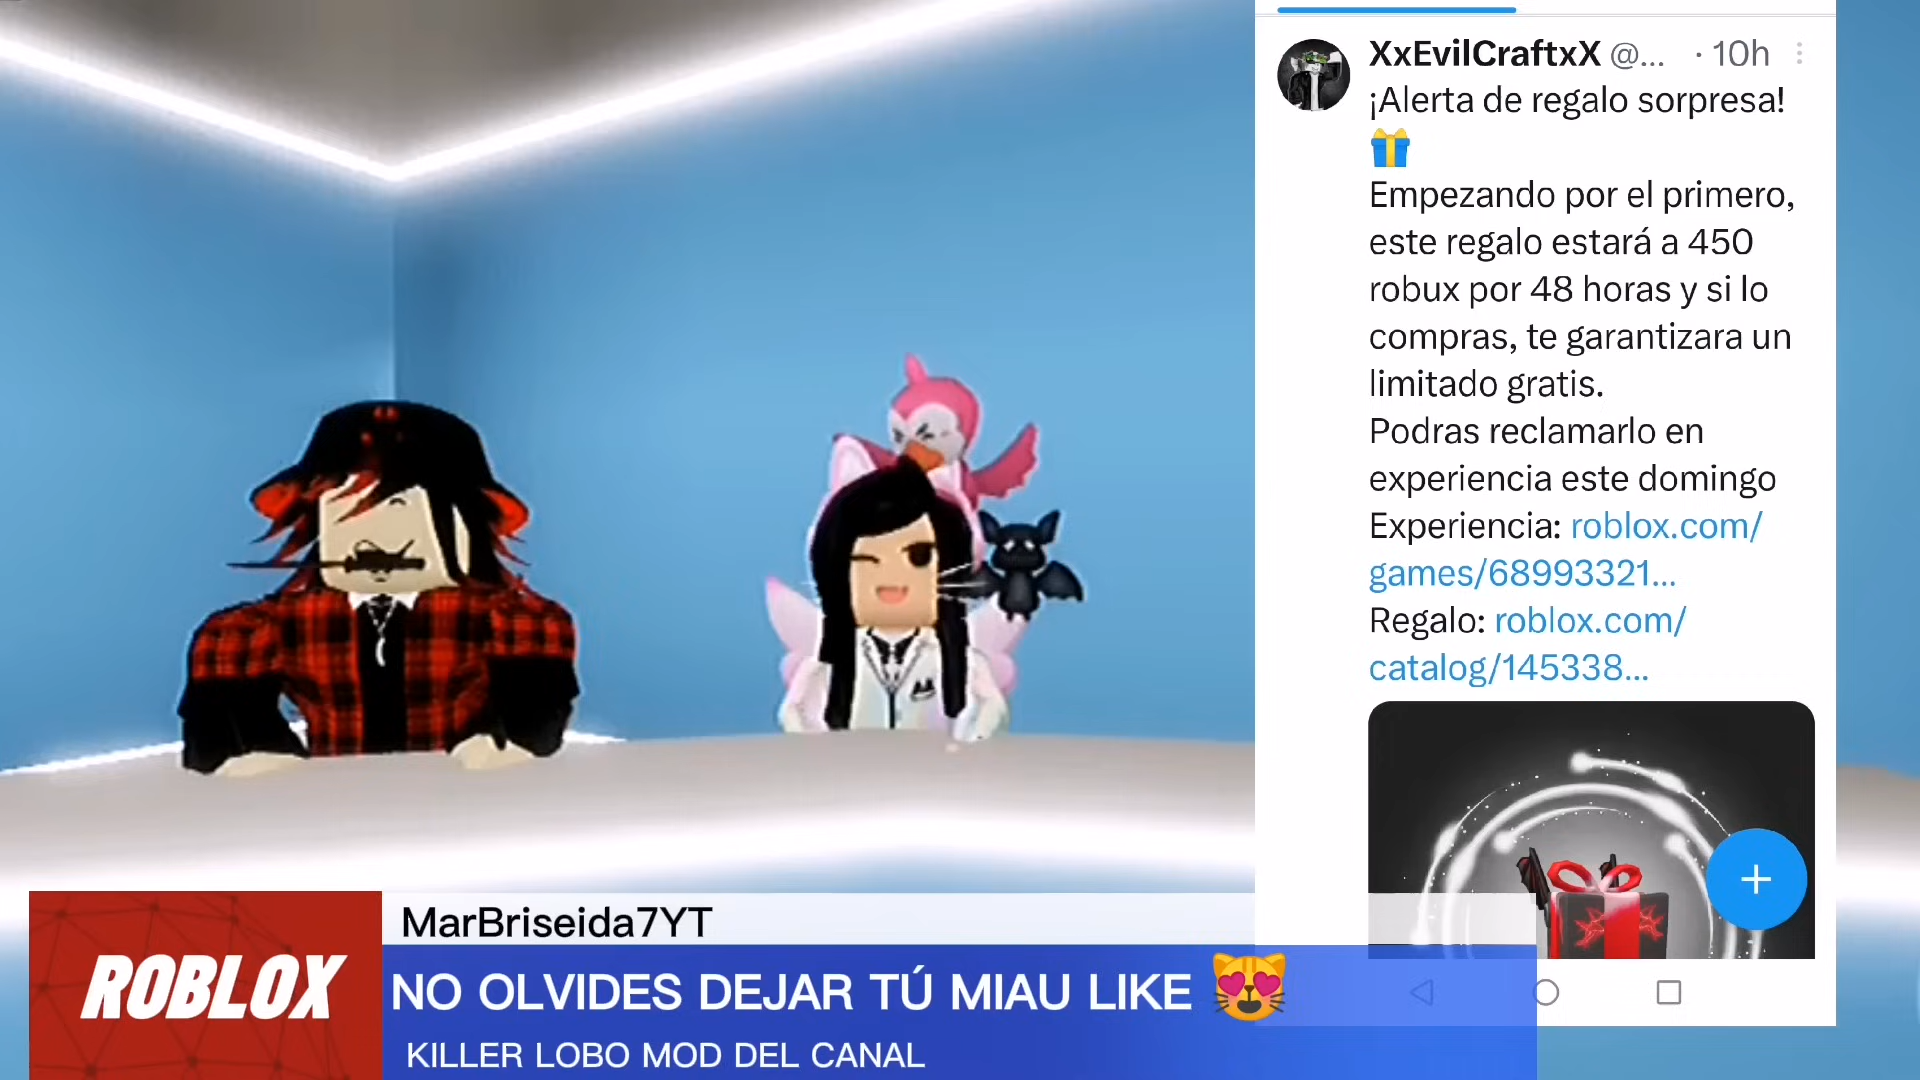 XxEvilCraftxX @... · 10h
¡Alerta de regalo sorpresa!
Empezando por el primero,
este regalo estará a 450
robux por 48 horas y si lo
compras, te garantizara un
limitado gratis.
Podras reclamarlo en
experiencia este domingo
Experiencia: roblox.com/
games/68993321...
Regalo: roblox.com/
catalog/145338...
ROBLOX
MarBriseida7YT
NO OLVIDES DEJAR TÚ MIAU LIKE
KILLER LOBO MOD DEL CANAL